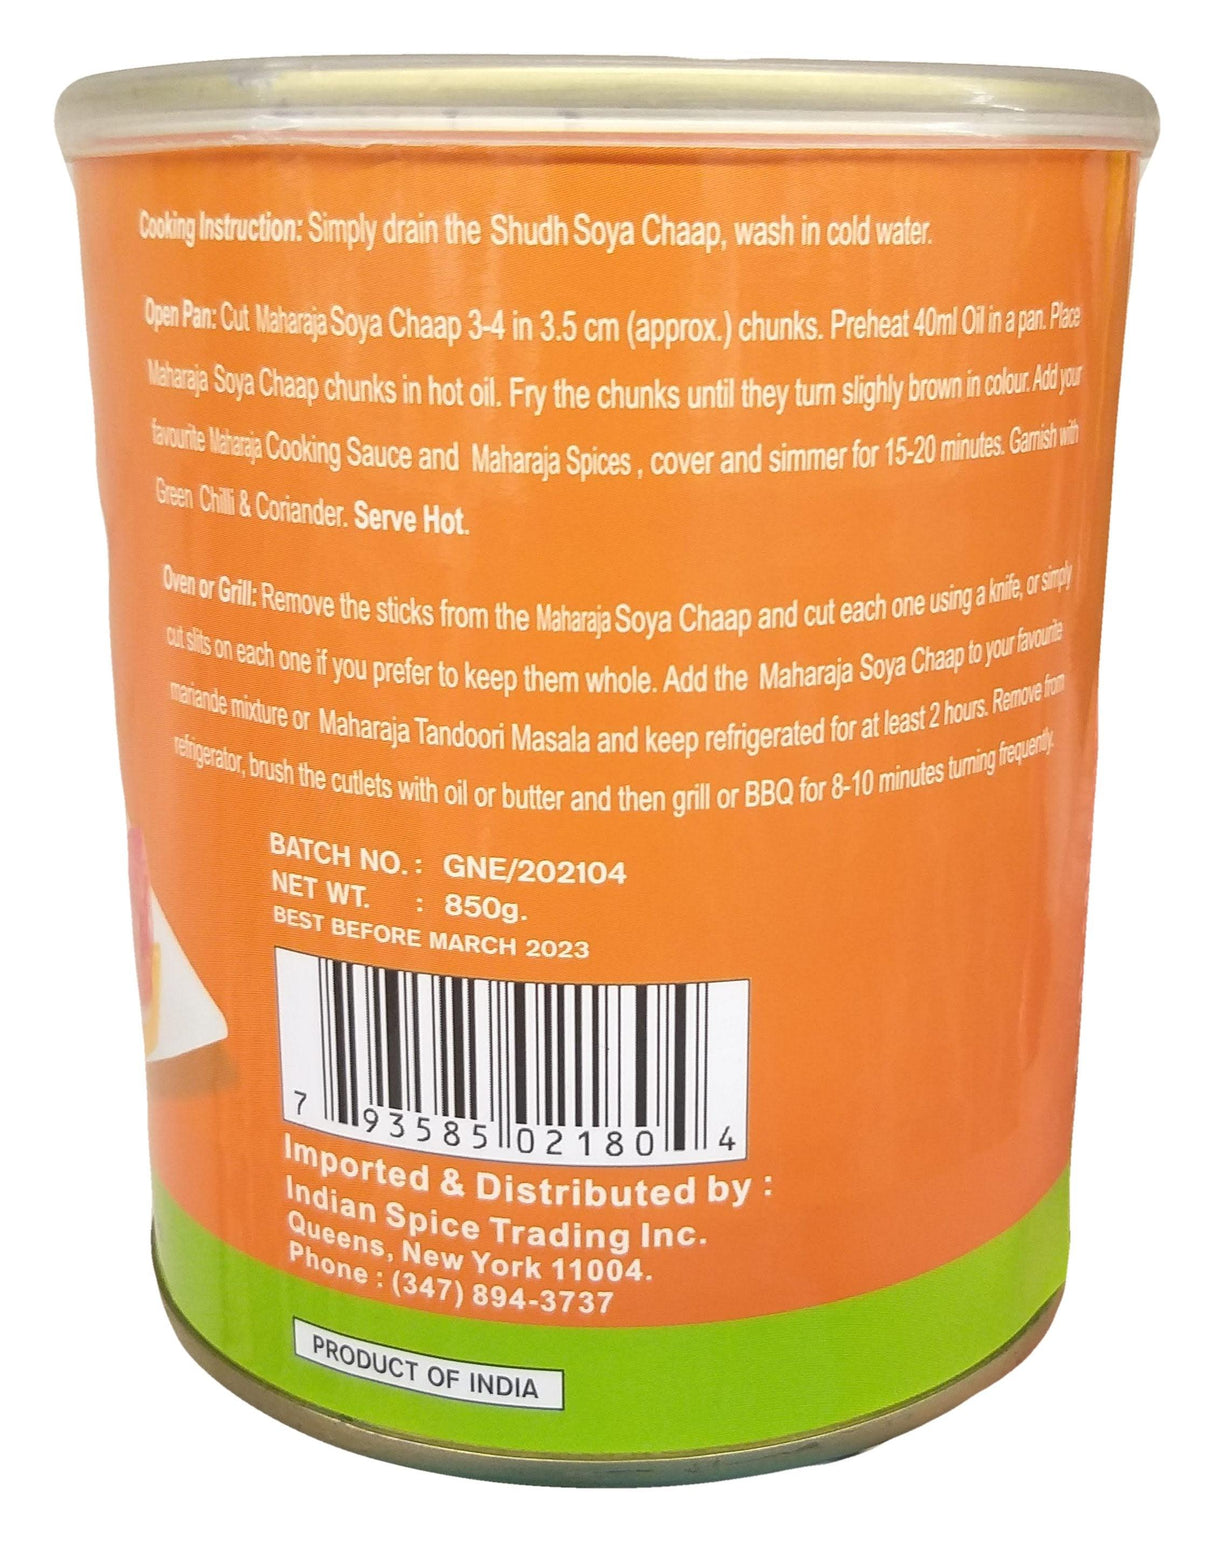 Cooking Instruction: Simply drain the Shudh Soya Chaap, wash in cold water.
Open Pan: Cut Maharaja Soya Chaap 3-4 in 3.5 cm (approx.) chunks. Preheat 40ml Oil in a pan. Place
Maharaja Soya Chaap chunks in hot oil. Fry the chunks until they turn slighly brown in colour. Add your
favourite Maharaja Cooking Sauce and Maharaja Spices , cover and simmer for 15-20 minutes. Garnish with
Green Chilli & Coriander. Serve Hot.
Oven or Grill: Remove the sticks from the Maharaja Soya Chaap and cut each one using a knife, or simply
cut slits on each one if you prefer to keep them whole. Add the Maharaja Soya Chaap to your favourite
mariande mixture or Maharaja Tandoori Masala and keep refrigerated for at least 2 hours. Remove from
refrigerator, brush the cutlets with oil or butter and then grill or BBQ for 8-10 minutes turning frequently.
BATCH NO. : GNE/202104
NET WT. : 850g.
BEST BEFORE MARCH 2023
7 93585 02180 4
Imported & Distributed by :
Indian Spice Trading Inc.
Queens, New York 11004.
Phone : (347) 894-3737
PRODUCT OF INDIA